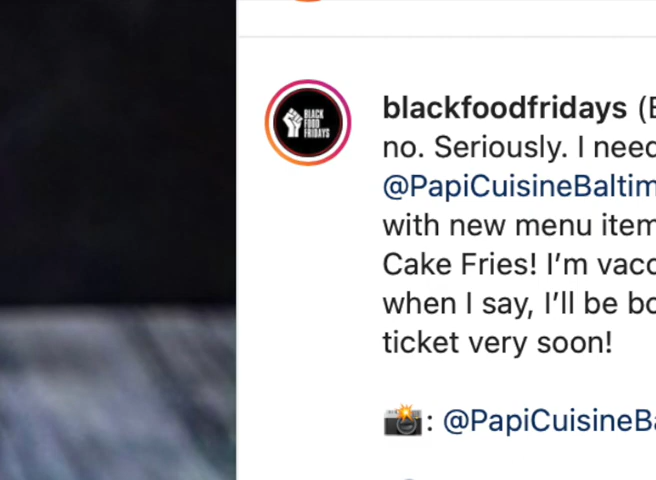 BLACK
FOOD
FRIDAYS
blackfoodfridays (
no. Seriously. I need
@PapiCuisineBaltim
with new menu item
Cake Fries! I'm vacc
when I say, I'll be bo
ticket very soon!
: @PapiCuisineBa